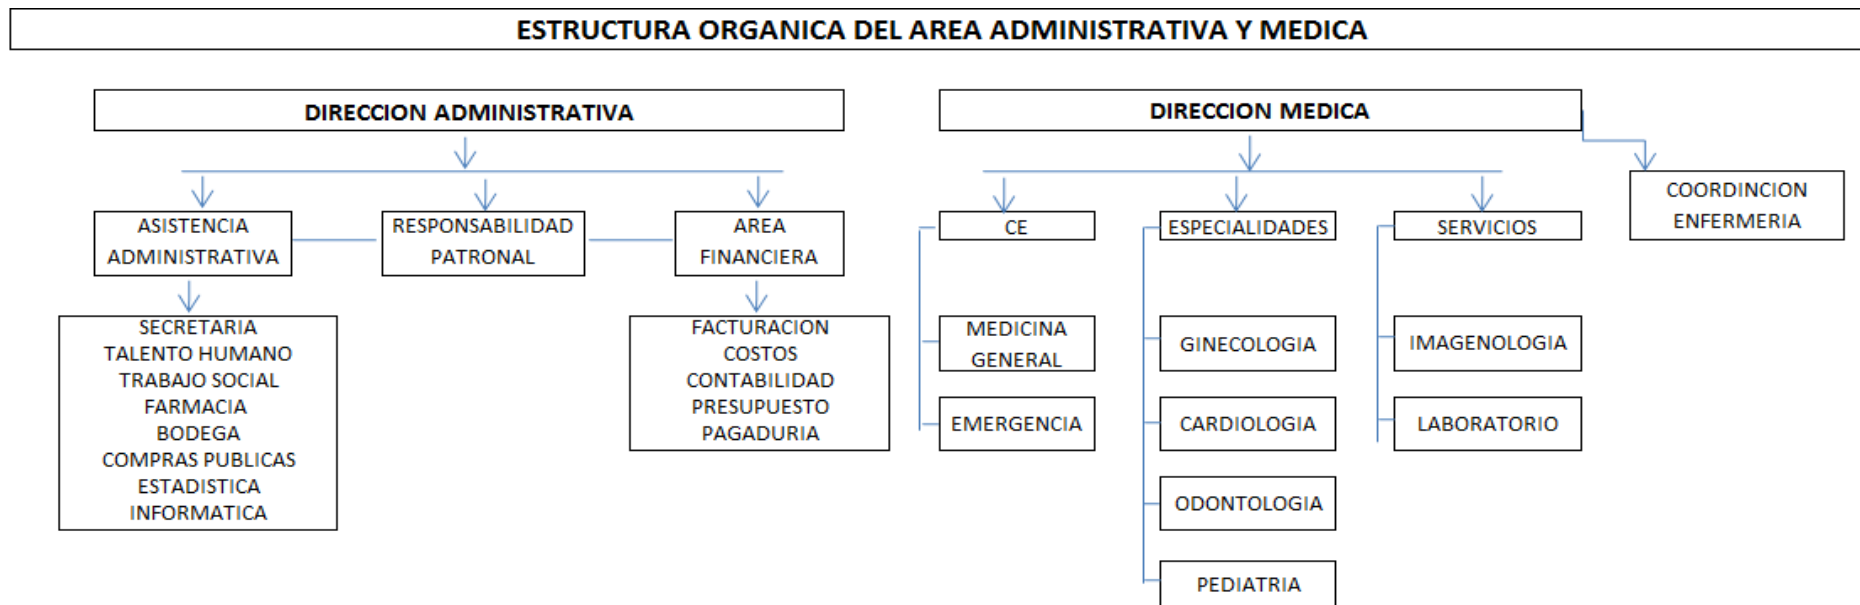 ESTRUCTURA ORGANICA DEL AREA ADMINISTRATIVA Y MEDICA
DIRECCION ADMINISTRATIVA
ASISTENCIA
ADMINISTRATIVA
RESPONSABILIDAD
PATRONAL
AREA
FINANCIERA
SECRETARIA
TALENTO HUMANO
TRABAJO SOCIAL
FARMACIA
BODEGA
COMPRAS PUBLICAS
ESTADISTICA
INFORMATICA
FACTURACION
COSTOS
CONTABILIDAD
PRESUPUESTO
PAGADURIA
DIRECCION MEDICA
CE
MEDICINA
GENERAL
EMERGENCIA
ESPECIALIDADES
GINECOLOGIA
CARDIOLOGIA
ODONTOLOGIA
PEDIATRIA
SERVICIOS
IMAGENOLOGIA
LABORATORIO
COORDINCION
ENFERMERIA